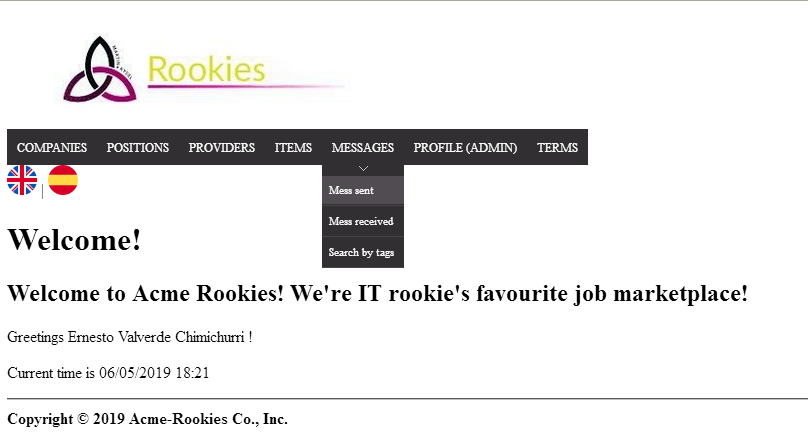 Rookies
COMPANIES POSITIONS PROVIDERS ITEMS MESSAGES PROFILE (ADMIN) TERMS
Mess sent
Mess received
Search by tags
|
Welcome!
Welcome to Acme Rookies! We're IT rookie's favourite job marketplace!
Greetings Ernesto Valverde Chimichurri !
Current time is 06/05/2019 18:21
Copyright © 2019 Acme-Rookies Co., Inc.